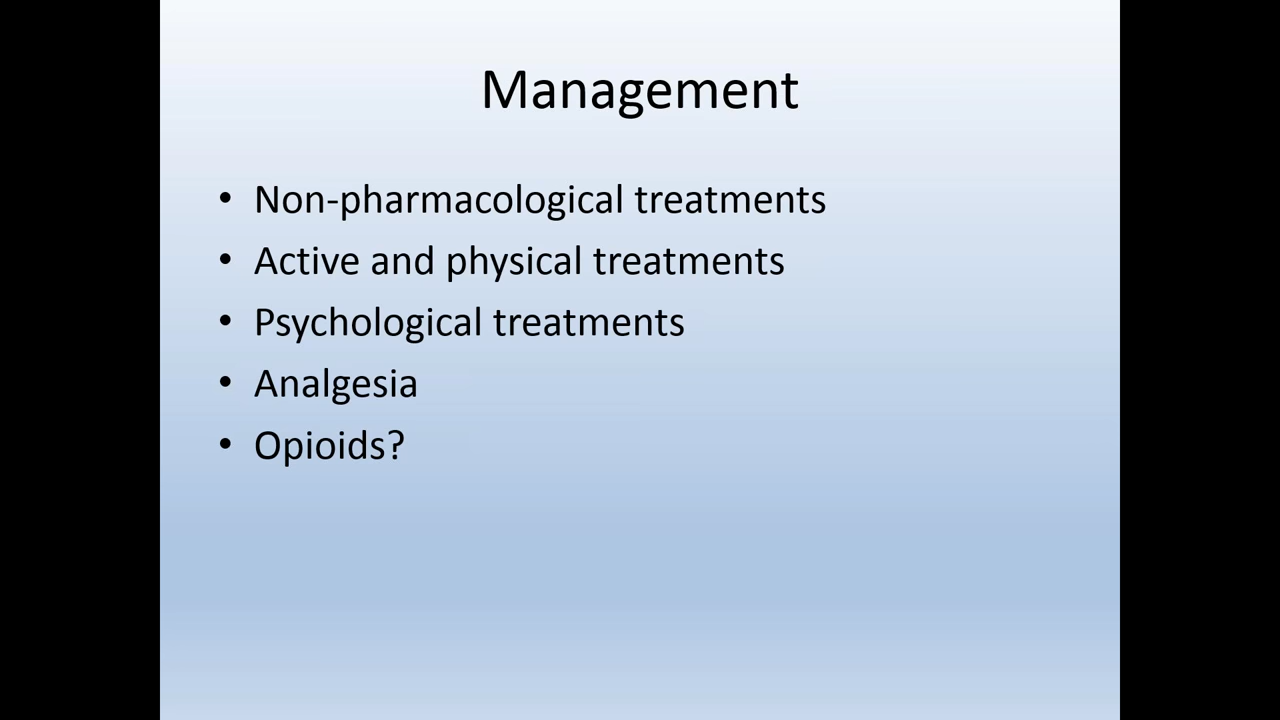 Management
• Non-pharmacological treatments
• Active and physical treatments
• Psychological treatments
• Analgesia
• Opioids?